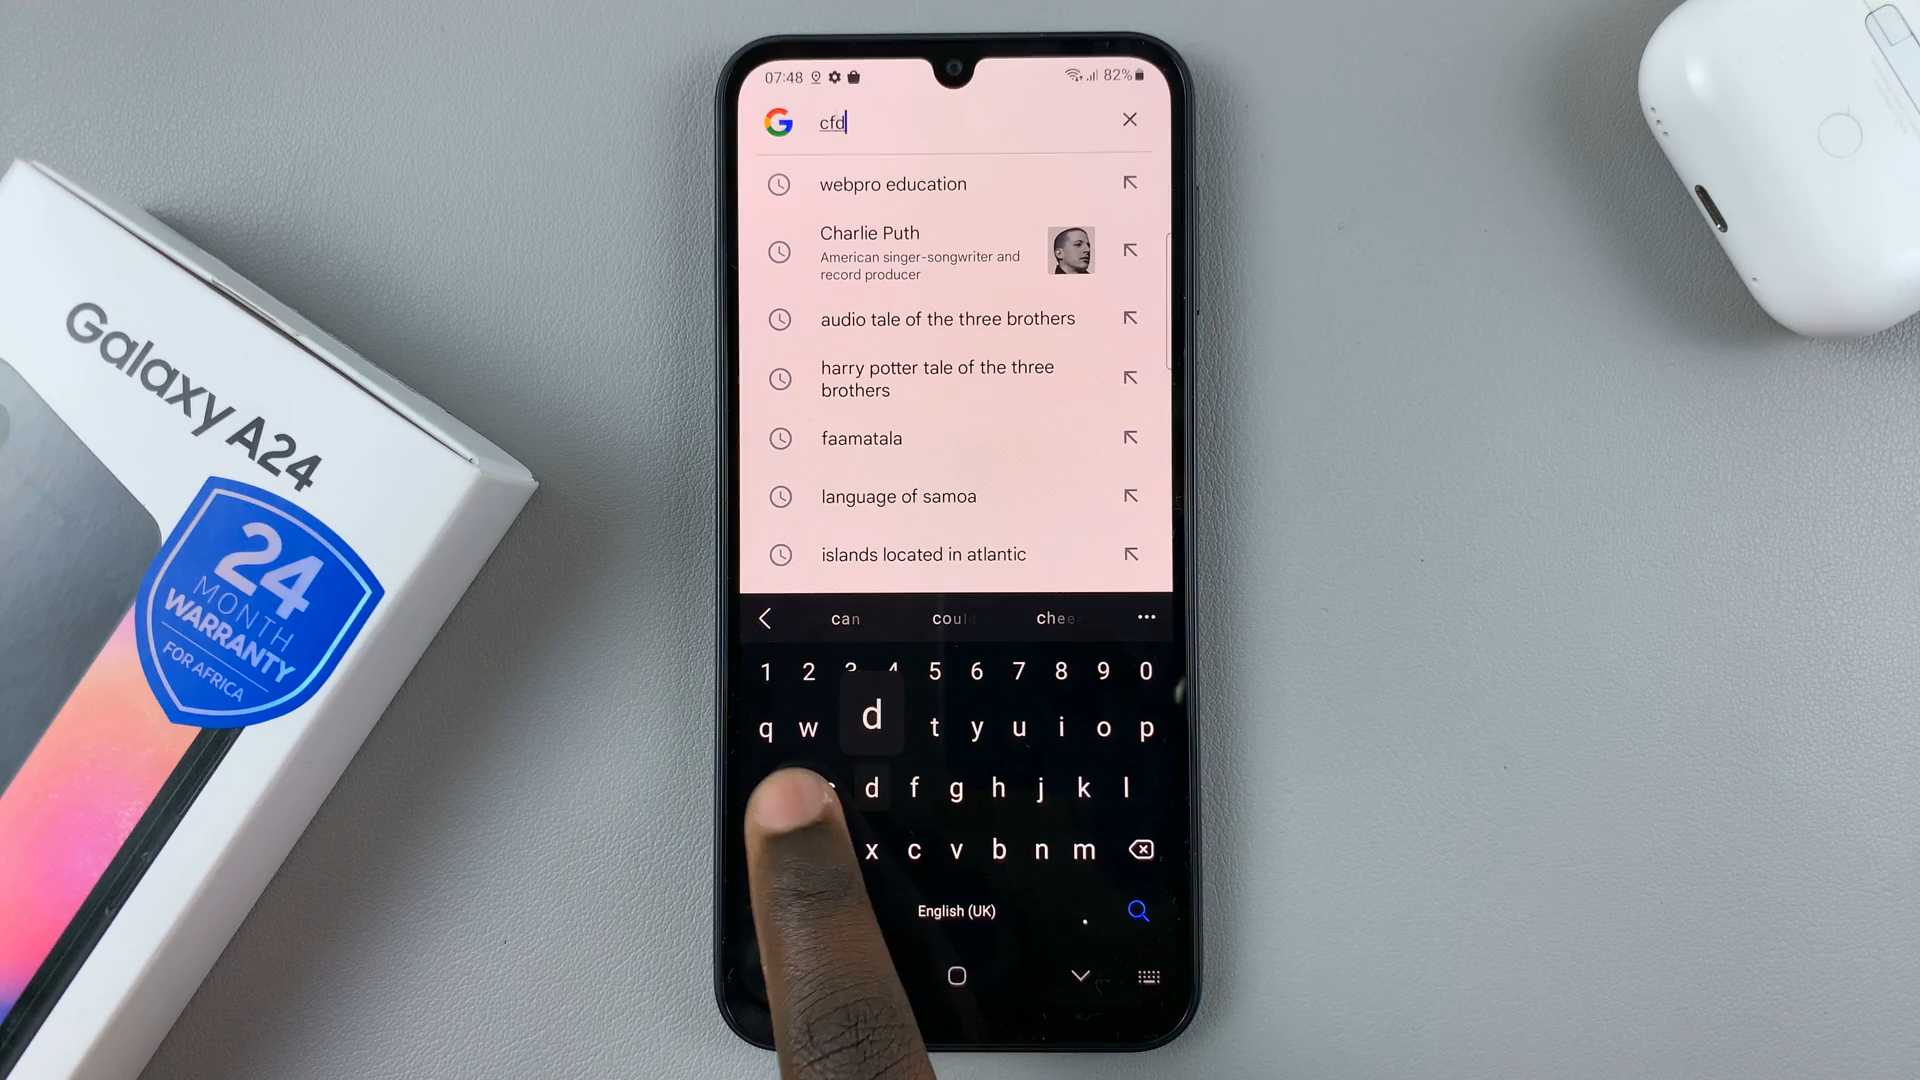 07:48
82%
cfd
webpro education
Charlie Puth
American singer-songwriter and
record producer
audio tale of the three brothers
harry potter tale of the three
brothers
faamatala
language of samoa
islands located in atlantic
can
chee
1 2 5 6 7 8 9 0
d
q w t y u i o p
d f g h j k l
x c v b n m
English (UK)
.
Galaxy A24
24
MONTH
WARRANTY
FOR AFRICA